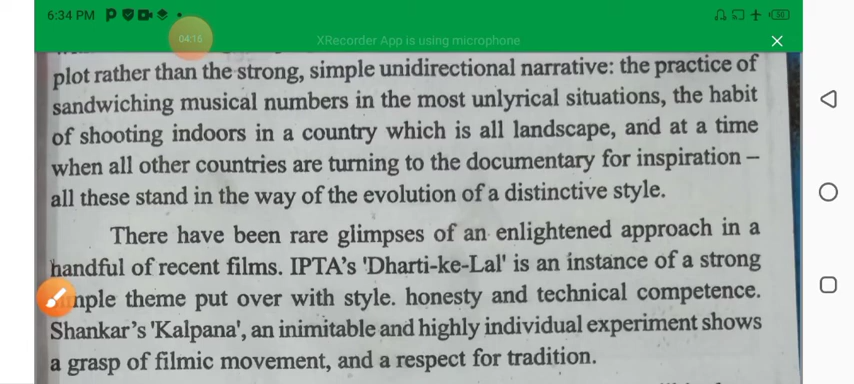 6:34 PM
50
04:16
XRecorder App is using microphone
plot rather than the strong, simple unidirectional narrative: the practice of
sandwiching musical numbers in the most unlyrical situations, the habit
of shooting indoors in a country which is all landscape, and at a time
when all other countries are turning to the documentary for inspiration –
all these stand in the way of the evolution of a distinctive style.
There have been rare glimpses of an enlightened approach in a
handful of recent films. IPTA's 'Dharti-ke-Lal' is an instance of a strong
mple theme put over with style. honesty and technical competence.
Shankar's 'Kalpana', an inimitable and highly individual experiment shows
a grasp of filmic movement, and a respect for tradition.